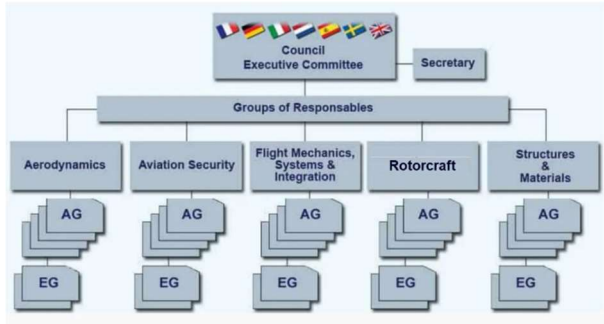 Council
Executive Committee
Secretary
Groups of Responsables
Aerodynamics
Aviation Security
Flight Mechanics,
Systems &
Integration
Rotorcraft
Structures
&
Materials
AG
AG
AG
AG
AG
EG
EG
EG
EG
EG